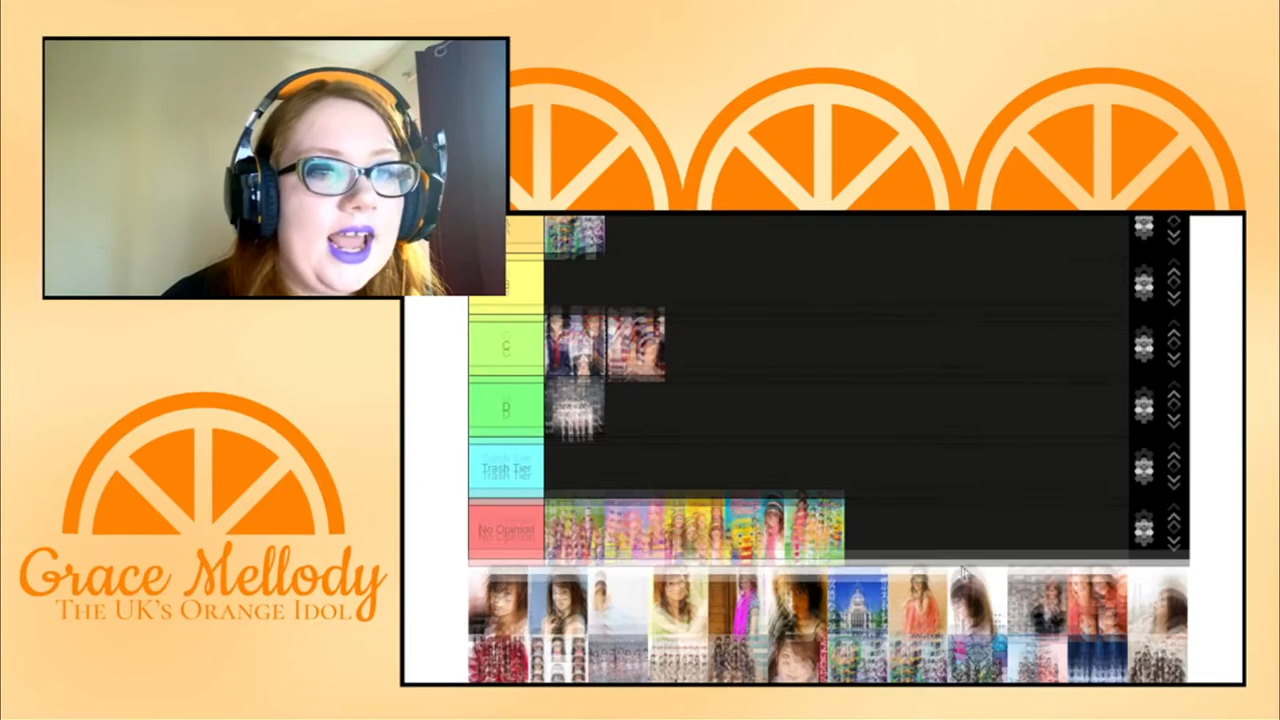 C
D
Trash Tier
No Opinion
Grace Mellody
THE UK'S ORANGE IDOL